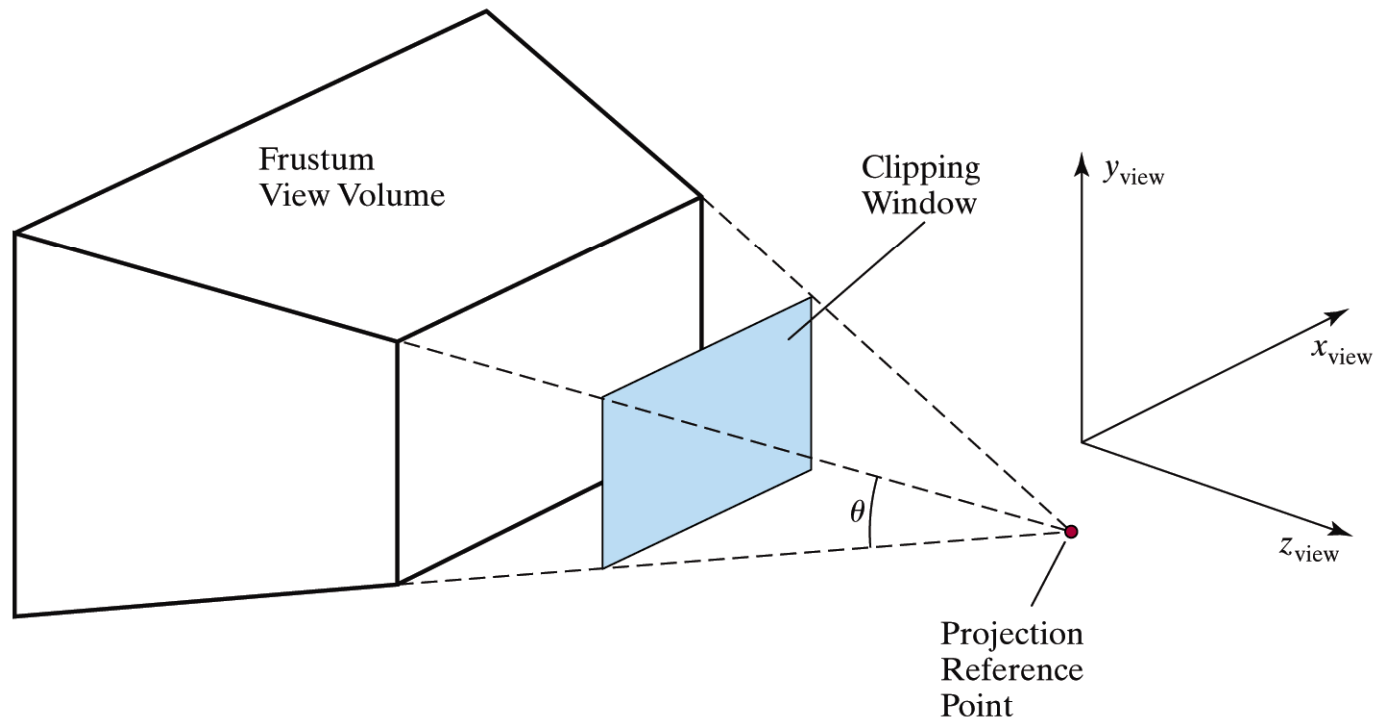 Frustum
View Volume
Clipping
Window
y_view
x_view
θ
z_view
Projection
Reference
Point